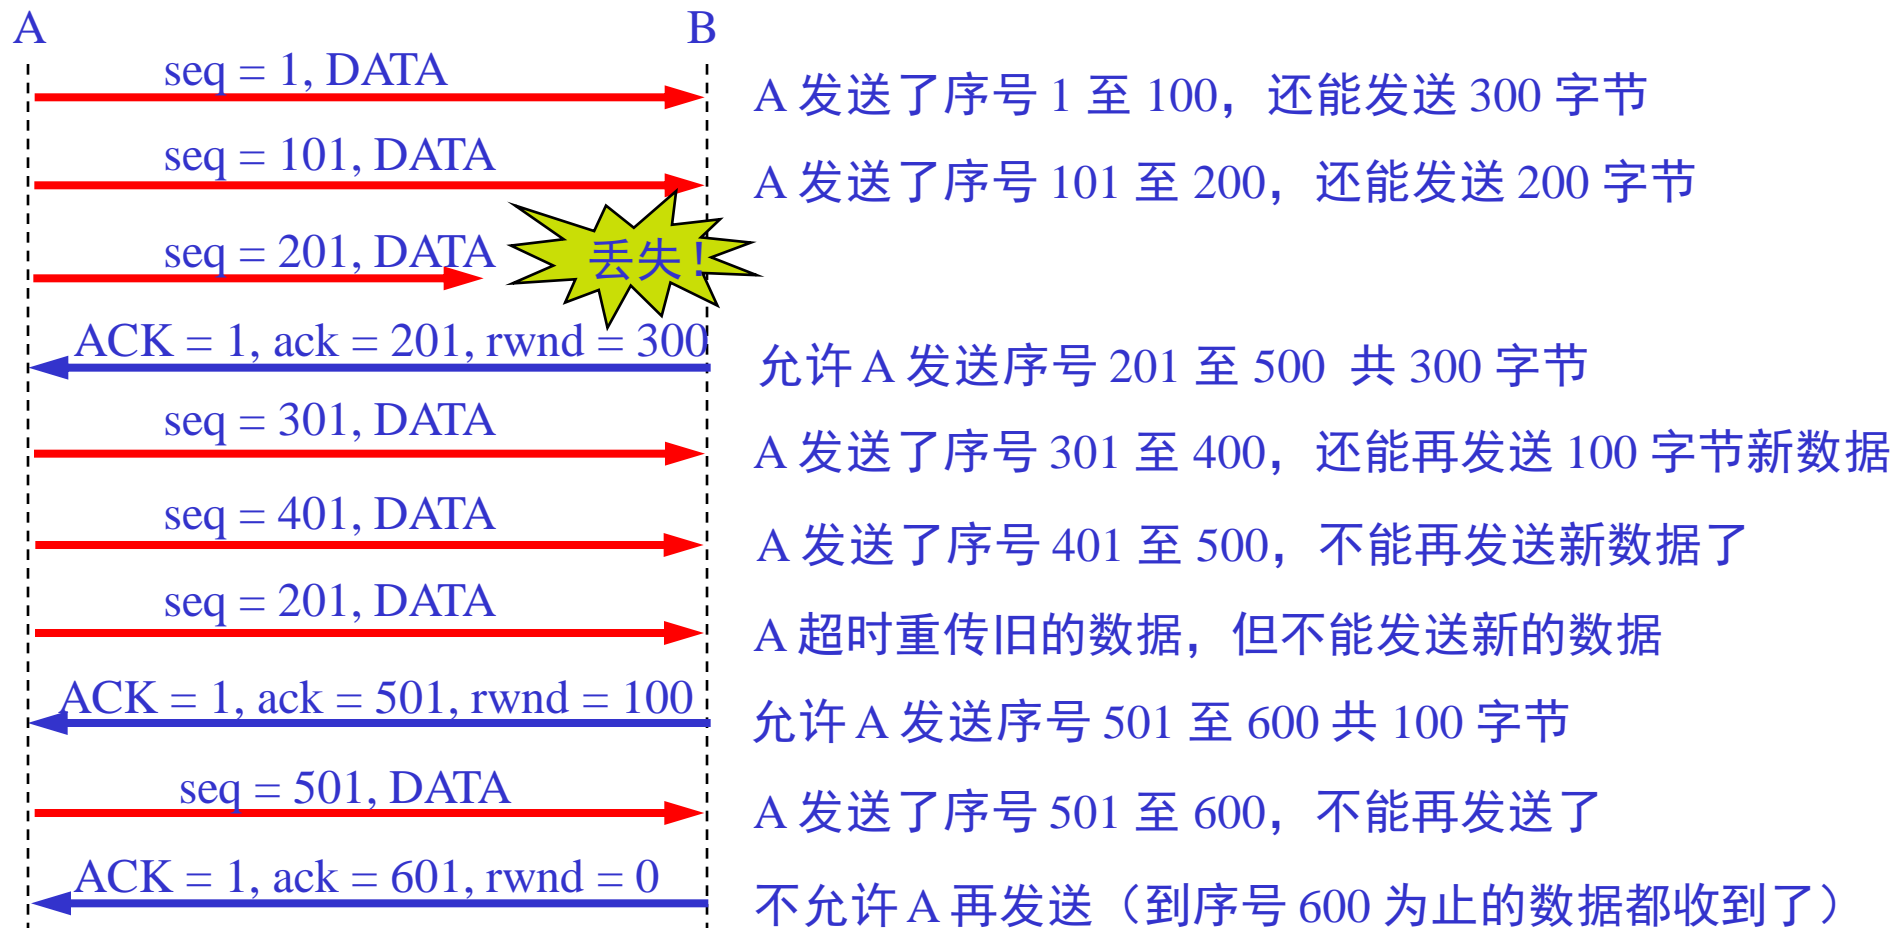 A B
seq = 1, DATA
A 发送了序号 1 至 100，还能发送 300 字节
seq = 101, DATA
A 发送了序号 101 至 200，还能发送 200 字节
seq = 201, DATA
丢失！
ACK = 1, ack = 201, rwnd = 300
允许 A 发送序号 201 至 500 共 300 字节
seq = 301, DATA
A 发送了序号 301 至 400，还能再发送 100 字节新数据
seq = 401, DATA
A 发送了序号 401 至 500，不能再发送新数据了
seq = 201, DATA
A 超时重传旧的数据，但不能发送新的数据
ACK = 1, ack = 501, rwnd = 100
允许 A 发送序号 501 至 600 共 100 字节
seq = 501, DATA
A 发送了序号 501 至 600，不能再发送了
ACK = 1, ack = 601, rwnd = 0
不允许 A 再发送（到序号 600 为止的数据都收到了）